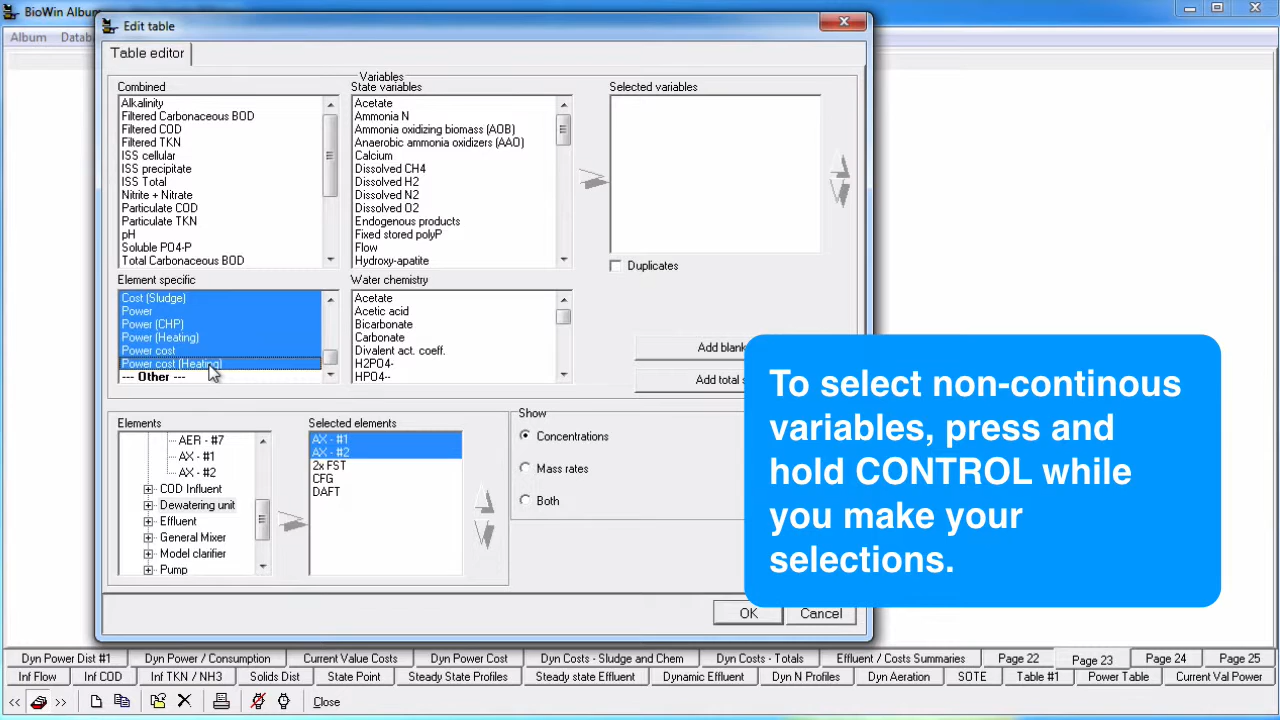 BioWin Album
Edit table
Album Datab
Table editor
Variables
Combined
Alkalinity
Filtered Carbonaceous BOD
Filtered COD
Filtered TKN
ISS cellular
ISS precipitate
ISS Total
Nitrite + Nitrate
Particulate COD
Particulate TKN
pH
Soluble PO4-P
Total Carbonaceous BOD
State variables
Acetate
Ammonia N
Ammonia oxidizing biomass (AOB)
Anaerobic ammonia oxidizers (AAO)
Calcium
Dissolved CH4
Dissolved H2
Dissolved N2
Dissolved O2
Endogenous products
Fixed stored polyP
Flow
Hydroxy-apatite
Selected variables
Duplicates
Element specific
Cost (Sludge)
Power
Power (CHP)
Power (Heating)
Power cost
Power cost (Heating)
--- Other ---
Water chemistry
Acetate
Acetic acid
Bicarbonate
Carbonate
Divalent act. coeff.
H2PO4-
HPO4--
Add blank
Add total s
Elements
AER - #7
AX - #1
AX - #2
COD Influent
Dewatering unit
Effluent
General Mixer
Model clarifier
Pump
Selected elements
AX - #1
AX - #2
2x FST
CFG
DAFT
Show
Concentrations
Mass rates
Both
To select non-continous
variables, press and
hold CONTROL while
you make your
selections.
OK Cancel
Dyn Power Dist #1 Dyn Power / Consumption Current Value Costs Dyn Power Cost Dyn Costs - Sludge and Chem Dyn Costs - Totals Effluent / Costs Summaries Page 22 Page 23 Page 24 Page 25
Inf Flow Inf COD Inf TKN / NH3 Solids Dist State Point Steady State Profiles Steady state Effluent Dynamic Effluent Dyn N Profiles Dyn Aeration SOTE Table #1 Power Table Current Val Power
<< >> Close